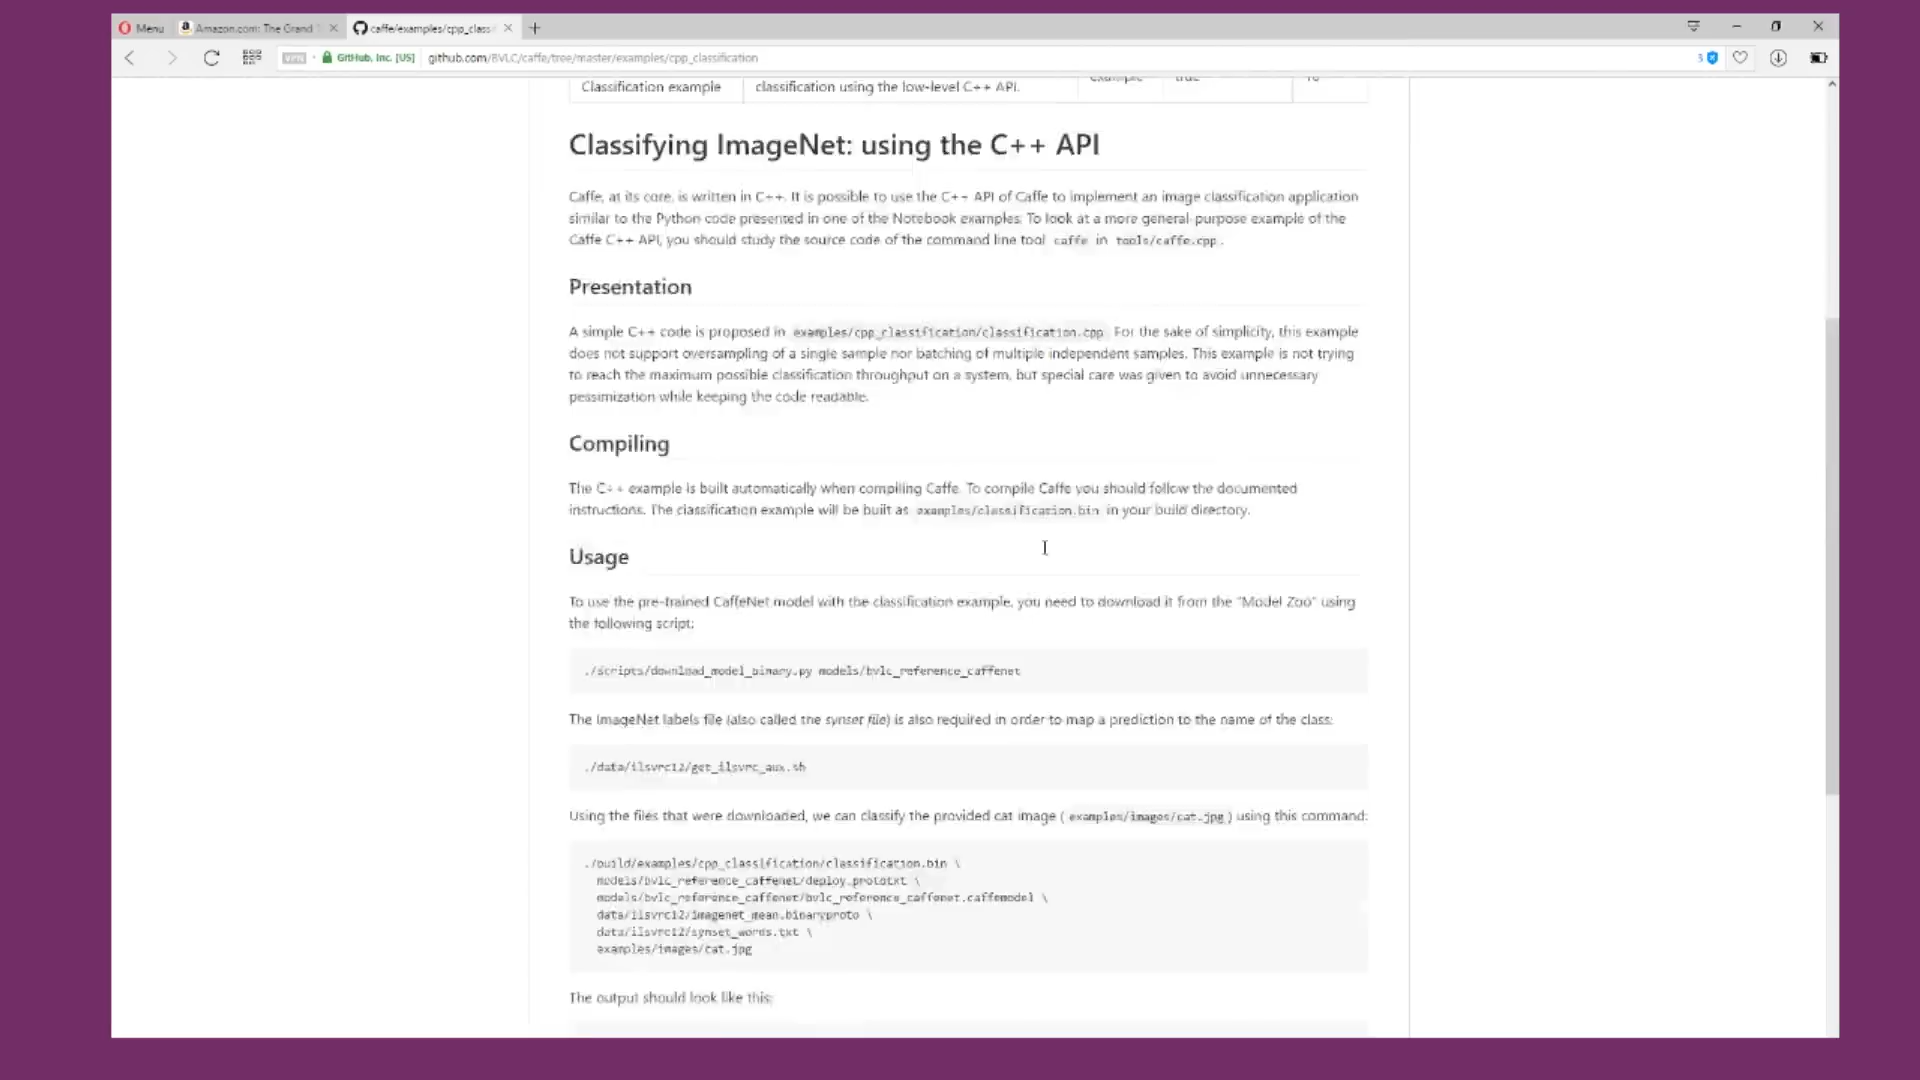 Menu
Amazon.com: The Grand
caffe/examples/cpp_class
VPN
GitHub, Inc. [US]
github.com/BVLC/caffe/tree/master/examples/cpp_classification
3
Classification example
classification using the low-level C++ API.
Classifying ImageNet: using the C++ API
Caffe, at its core, is written in C++. It is possible to use the C++ API of Caffe to implement an image classification application
similar to the Python code presented in one of the Notebook examples. To look at a more general-purpose example of the
Caffe C++ API, you should study the source code of the command line tool caffe in tools/caffe.cpp.
Presentation
A simple C++ code is proposed in examples/cpp_classification/classification.cpp For the sake of simplicity, this example
does not support oversampling of a single sample nor batching of multiple independent samples. This example is not trying
to reach the maximum possible classification throughput on a system, but special care was given to avoid unnecessary
pessimization while keeping the code readable.
Compiling
The C++ example is built automatically when compiling Caffe. To compile Caffe you should follow the documented
instructions. The classification example will be built as examples/classification.bin in your build directory.
Usage
To use the pre-trained CaffeNet model with the classification example, you need to download it from the "Model Zoo" using
the following script:
./scripts/download_model_binary.py models/bvlc_reference_caffenet
The ImageNet labels file (also called the synset file) is also required in order to map a prediction to the name of the class:
./data/ilsvrc12/get_ilsvrc_aux.sh
Using the files that were downloaded, we can classify the provided cat image ( examples/images/cat.jpg ) using this command:
./build/examples/cpp_classification/classification.bin \
models/bvlc_reference_caffenet/deploy.prototxt \
models/bvlc_reference_caffenet/bvlc_reference_caffenet.caffemodel \
data/ilsvrc12/imagenet_mean.binaryproto \
data/ilsvrc12/synset_words.txt \
examples/images/cat.jpg
The output should look like this: